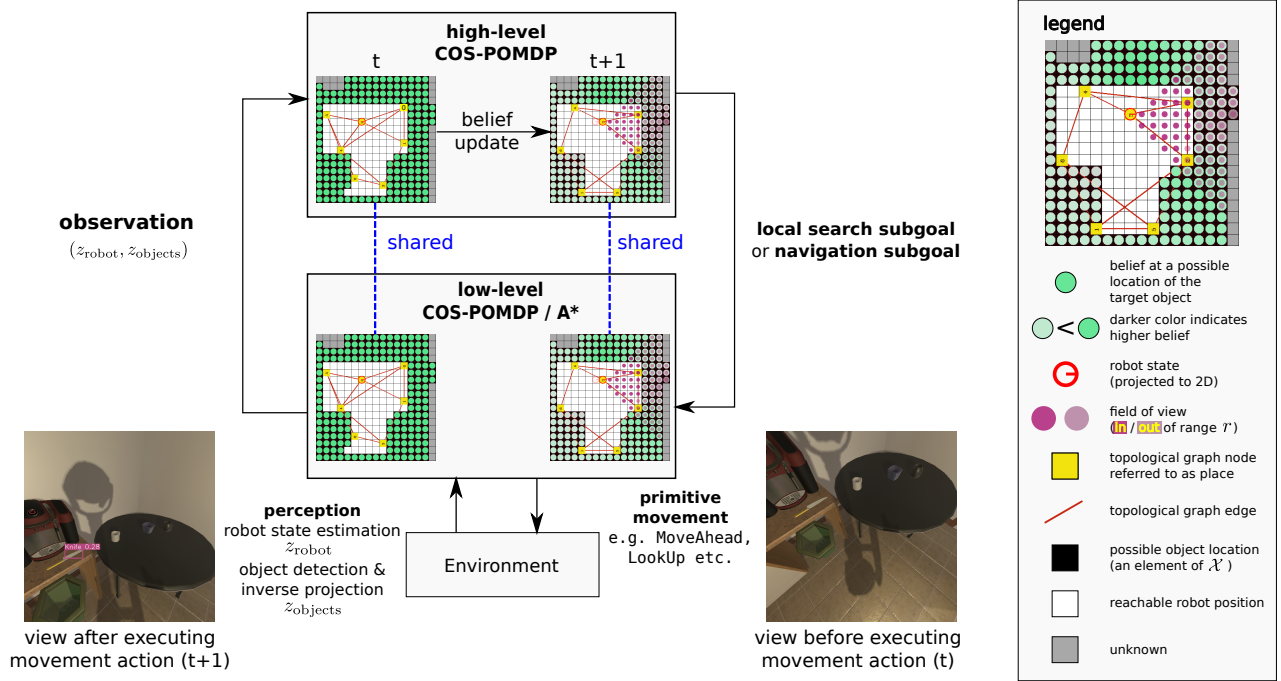 high-level
COS-POMDP
t
t+1
belief
update
observation
(z_robot, z_objects)
shared
shared
local search subgoal
or navigation subgoal
low-level
COS-POMDP / A*
perception
robot state estimation
z_robot
object detection &
inverse projection
z_objects
Environment
primitive
movement
e.g. MoveAhead,
LookUp etc.
Knife 0.28
view after executing
movement action (t+1)
view before executing
movement action (t)
legend
belief at a possible
location of the
target object
<
darker color indicates
higher belief
robot state
(projected to 2D)
field of view
(in / out of range r)
topological graph node
referred to as place
topological graph edge
possible object location
(an element of 𝒳)
reachable robot position
unknown